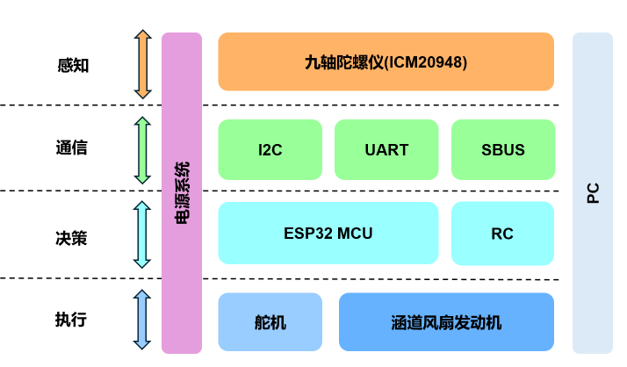 感知
九轴陀螺仪(ICM20948)
通信
I2C
UART
SBUS
电源系统
PC
决策
ESP32 MCU
RC
执行
舵机
涵道风扇发动机